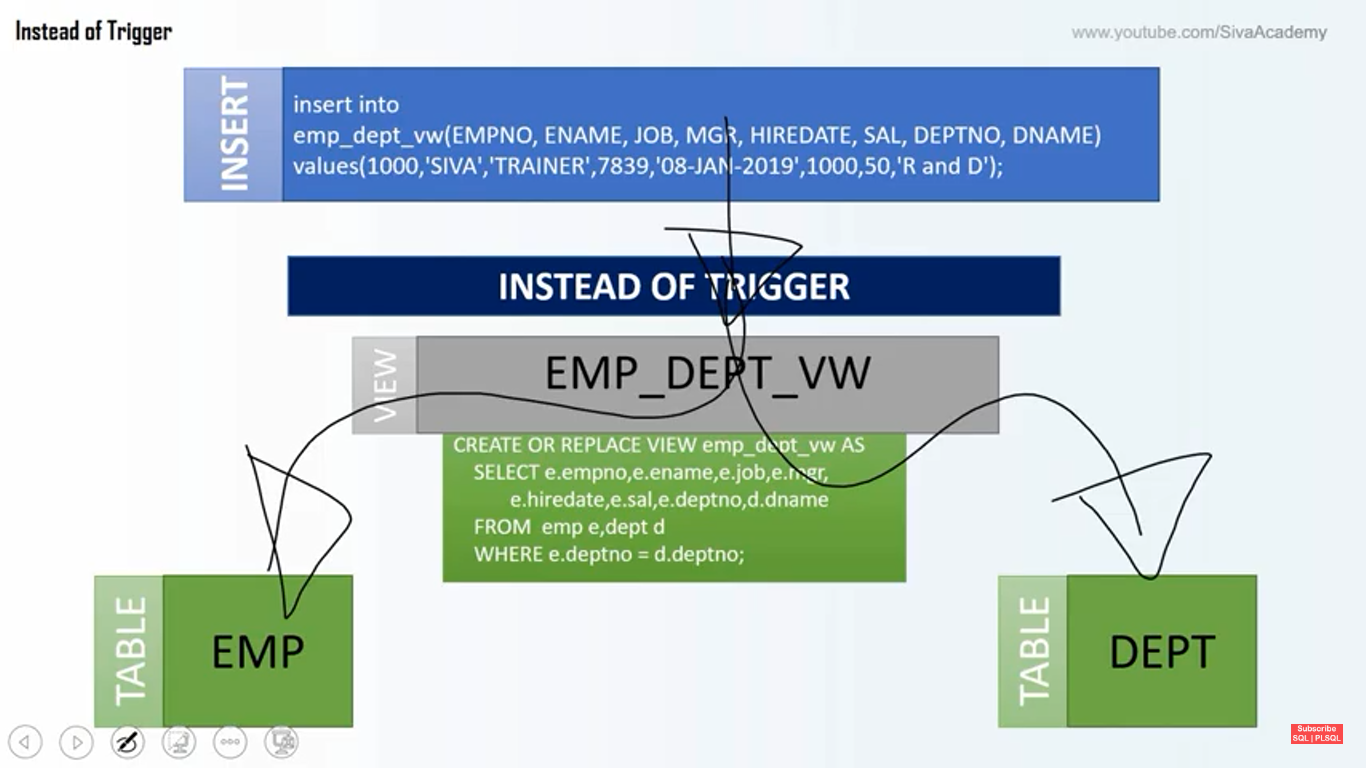 Instead of Trigger
www.youtube.com/SivaAcademy
INSERT
insert into
emp_dept_vw(EMPNO, ENAME, JOB, MGR, HIREDATE, SAL, DEPTNO, DNAME)
values(1000,'SIVA','TRAINER',7839,'08-JAN-2019',1000,50,'R and D');
INSTEAD OF TRIGGER
VIEW
EMP_DEPT_VW
CREATE OR REPLACE VIEW emp_dept_vw AS
SELECT e.empno,e.ename,e.job,e.mgr,
e.hiredate,e.sal,e.deptno,d.dname
FROM emp e,dept d
WHERE e.deptno = d.deptno;
TABLE
EMP
TABLE
DEPT
Subscribe
SQL | PLSQL